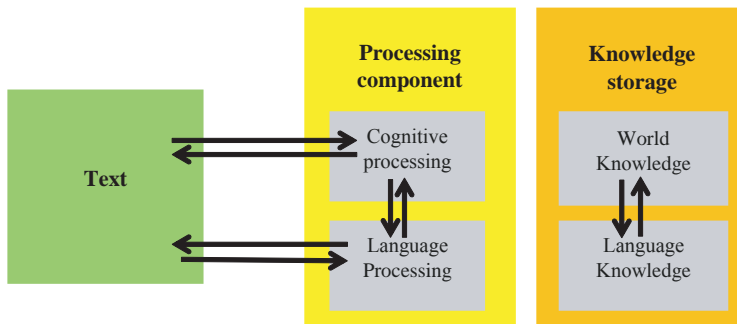 Text
Processing
component
Cognitive
processing
Language
Processing
Knowledge
storage
World
Knowledge
Language
Knowledge